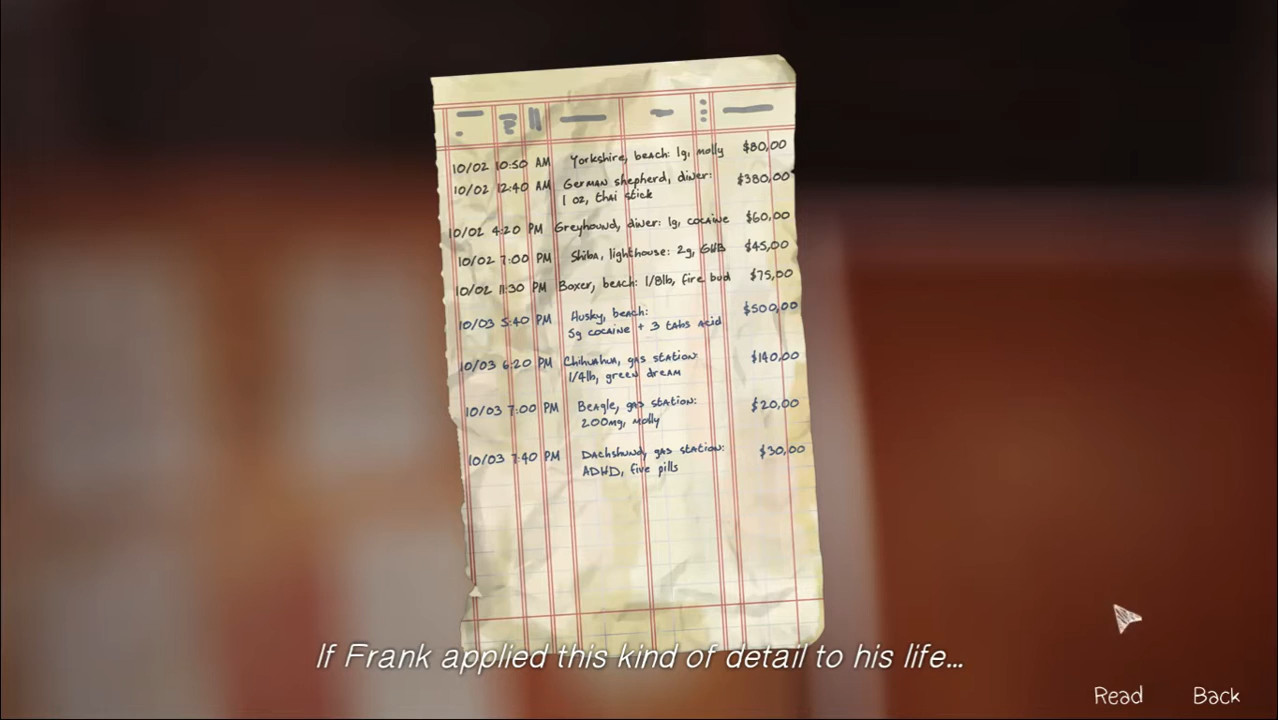 10/02 10:50 AM Yorkshire, beach: 1g, molly $80,00
10/02 12:40 AM German shepherd, diner: $380,00
1 oz, thai stick
10/02 4:20 PM Greyhound, diner: 1g, cocaine $60,00
10/02 7:00 PM Shiba, lighthouse: 2g, GHB $45,00
10/02 11:30 PM Boxer, beach: 1/8lb, fire bud $75,00
10/03 5:40 PM Husky, beach: $500,00
5g cocaine + 3 tabs acid
10/03 6:20 PM Chihuahua, gas station: $140,00
1/4lb, green dream
10/03 7:00 PM Beagle, gas station: $20,00
200mg, molly
10/03 7:40 PM Dachshund, gas station: $30,00
ADHD, five pills
If Frank applied this kind of detail to his life...
Read Back